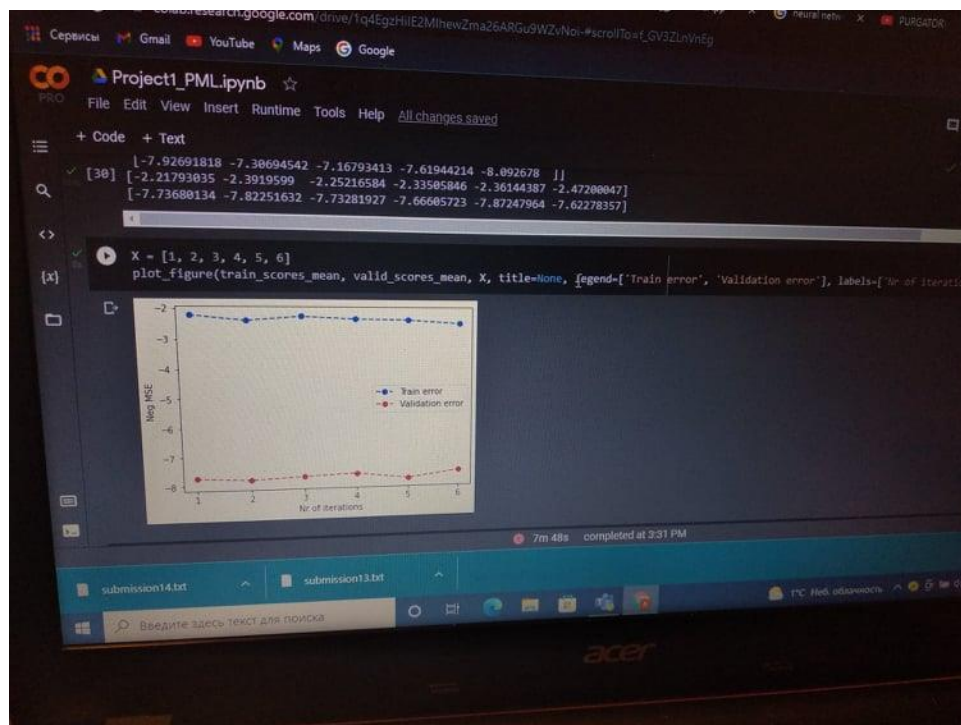 colab.research.google.com/drive/1q4EgzHiIE2MIhewZma26ARGu9WZvNoi-#scrollTo=f_GV3ZLnVnEg
neural netw
PURGATOR
Сервисы Gmail YouTube Maps Google
CO
PRO
Project1_PML.ipynb
File Edit View Insert Runtime Tools Help All changes saved
+ Code + Text
[-7.92691818 -7.30694542 -7.16793413 -7.61944214 -8.092678 ]]
[30] [-2.21793035 -2.3919599 -2.25216584 -2.33505846 -2.36144387 -2.47200047]
[-7.73680134 -7.82251632 -7.73281927 -7.66605723 -7.87247964 -7.62278357]
X = [1, 2, 3, 4, 5, 6]
plot_figure(train_scores_mean, valid_scores_mean, X, title=None, legend=['Train error', 'Validation error'], labels=['Nr of iteratio
{x}
-2
-3
-4
-5
-6
-7
-8
Neg MSE
Train error
Validation error
1 2 3 4 5 6
Nr of iterations
7m 48s completed at 3:31 PM
submission14.txt submission13.txt
Введите здесь текст для поиска
1°C Неб. облачность
acer